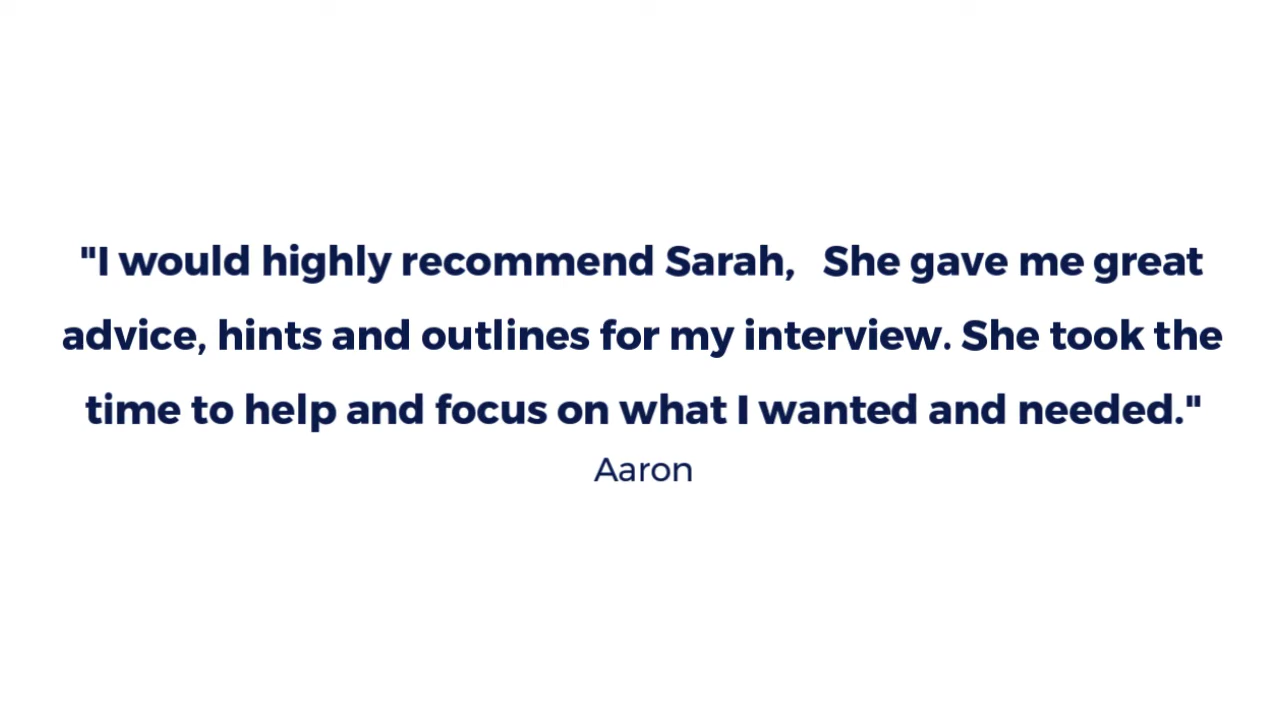 "I would highly recommend Sarah,   She gave me great
advice, hints and outlines for my interview. She took the
time to help and focus on what I wanted and needed."
Aaron